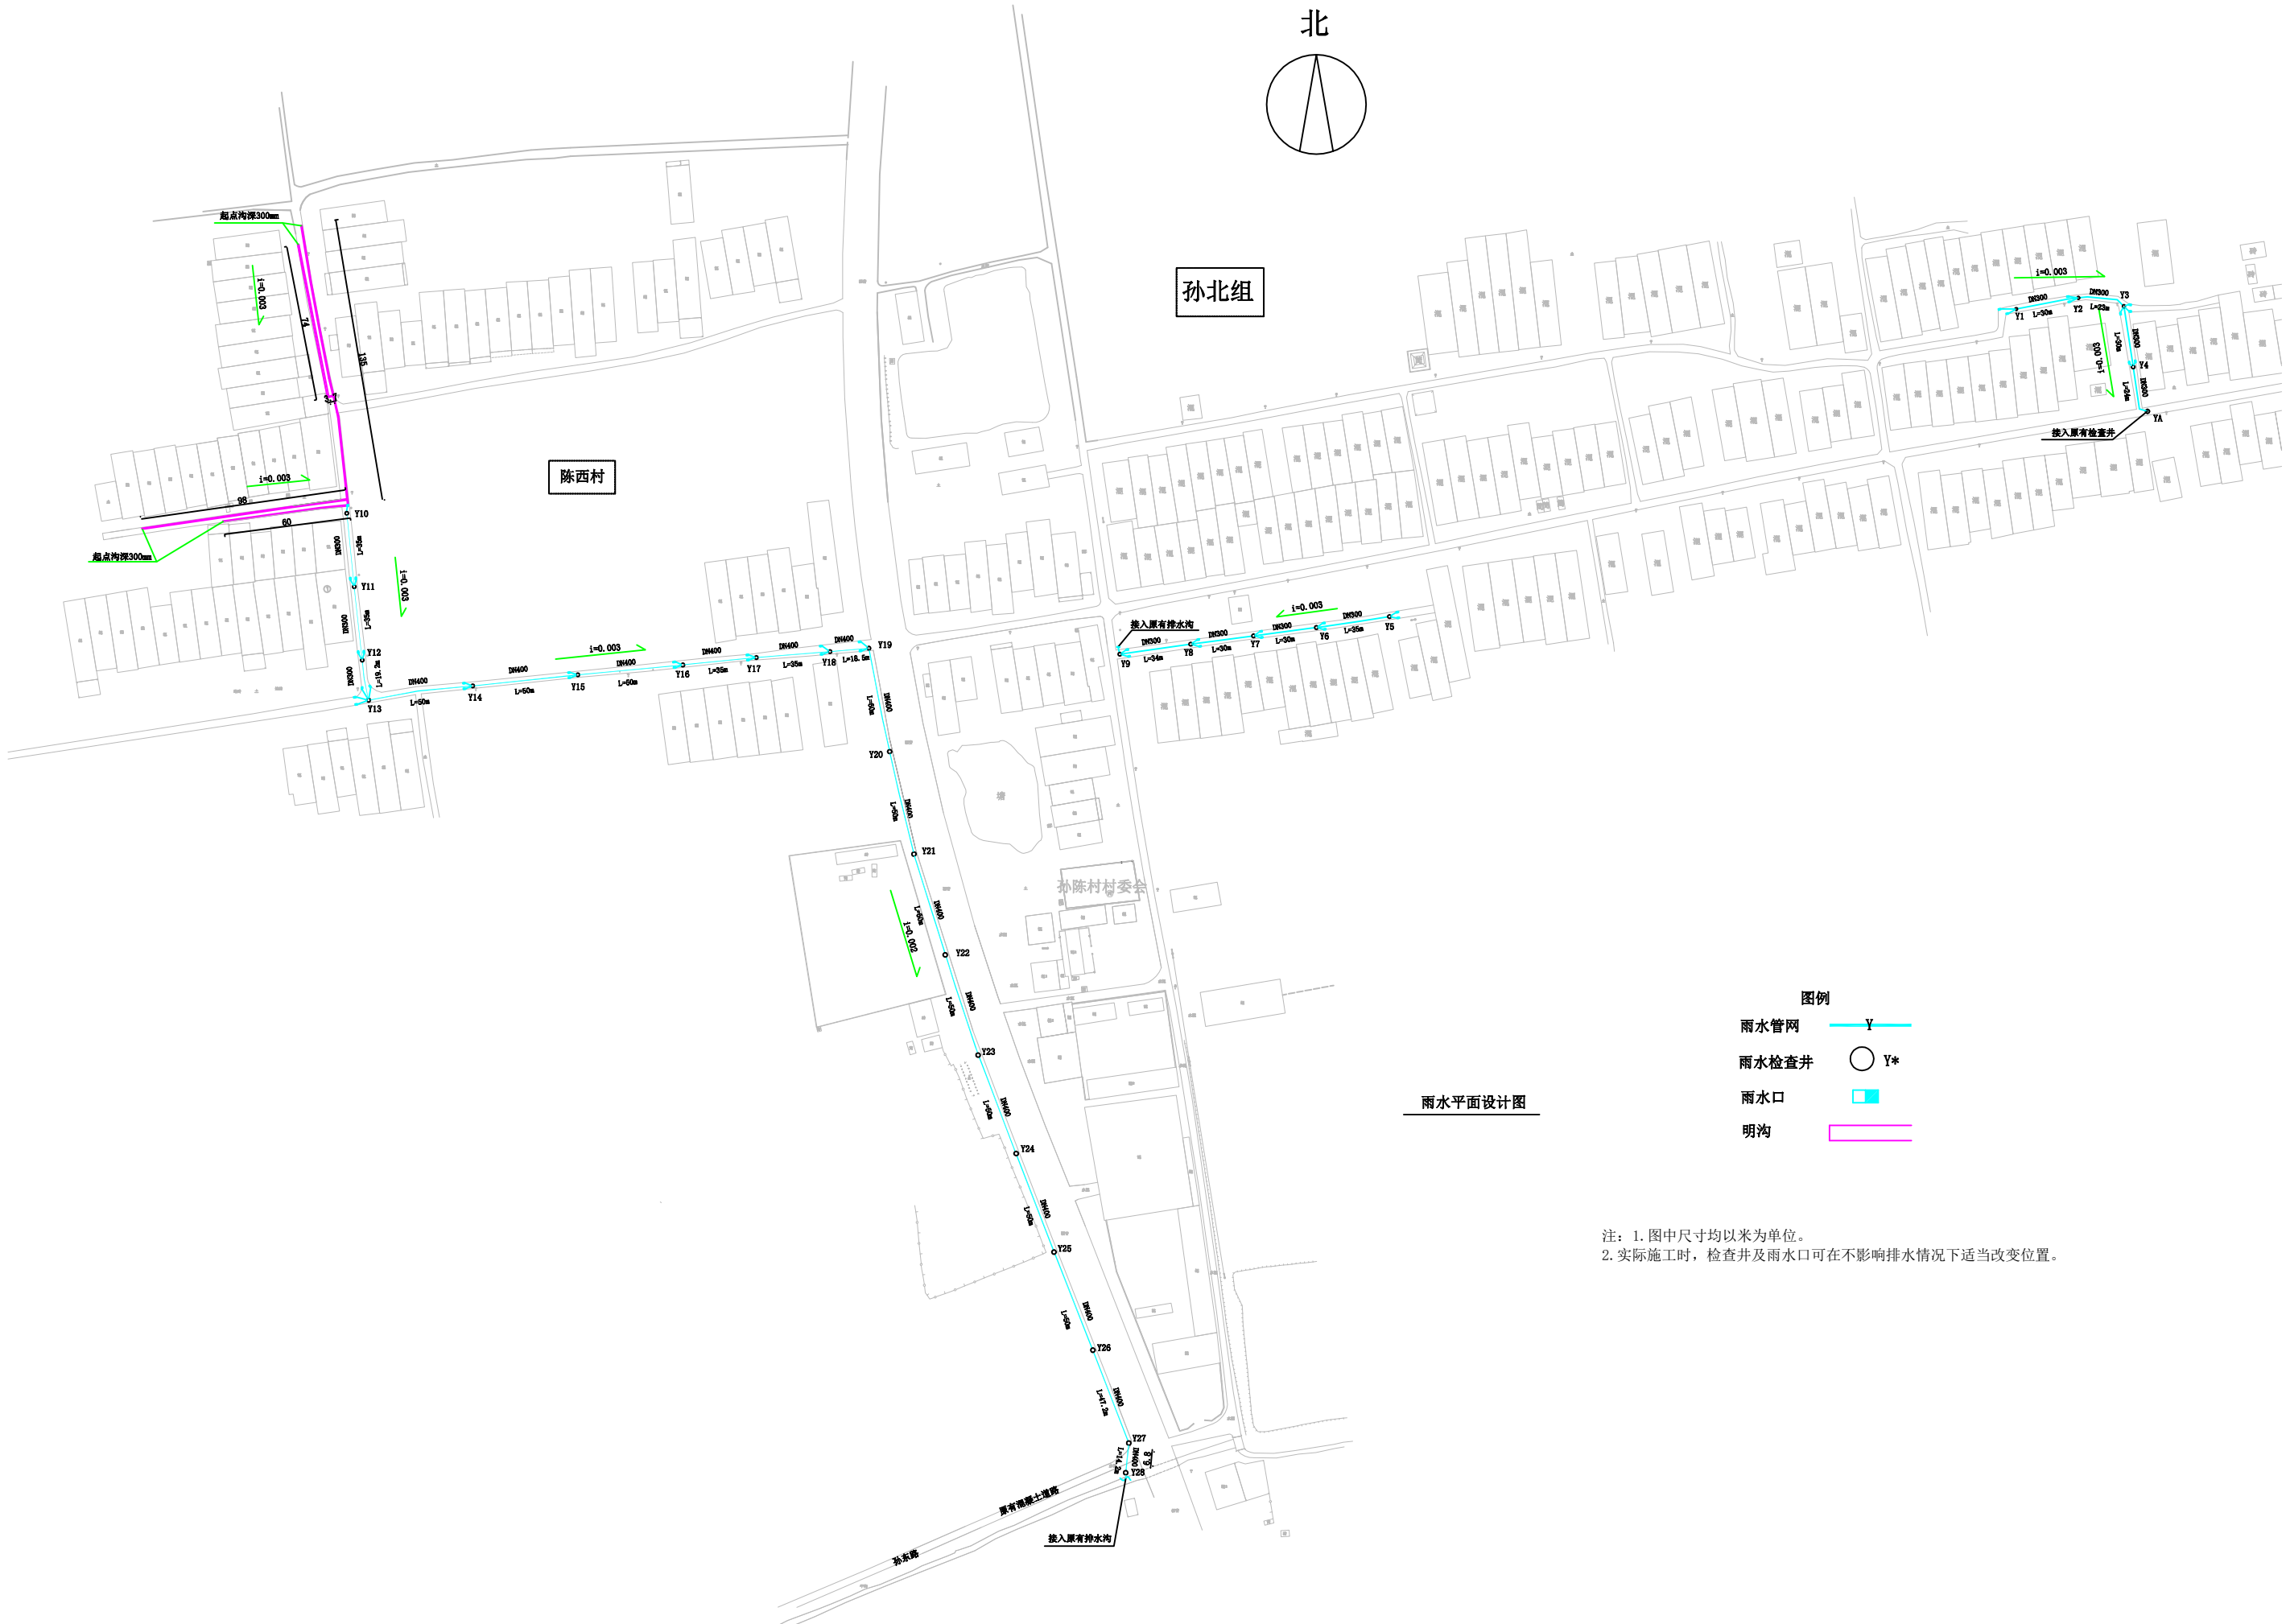 北
孙北组
陈西村
起点沟深300mm
i=0.003
74
135
3
i=0.003
98
60
起点沟深300mm
Y10
DN300
L=35m
Y11
i=0.003
DN300
L=35m
Y12
DN300
L=19.2m
Y13
DN400
L=50m
Y14
DN400
L=50m
Y15
i=0.003
DN400
L=50m
Y16
DN400
L=35m
Y17
DN400
L=35m
Y18
DN400
L=18.5m
Y19
DN400
L=50m
Y20
DN400
L=50m
Y21
DN400
L=50m
i=0.002
Y22
DN400
L=50m
Y23
DN400
L=50m
Y24
DN400
L=50m
Y25
DN400
L=50m
Y26
DN400
L=47.2m
Y27
DN400
L=14.2m
Y28
原有混凝土道路
接入原有排水沟
孙东路
i=0.003
Y1
DN300
L=30m
Y2
DN300
L=23m
Y3
DN300
L=30m
i=0.003
Y4
DN300
L=24m
YA
接入原有检查井
接入原有排水沟
i=0.003
Y5
DN300
L=35m
Y6
DN300
L=30m
Y7
DN300
L=30m
Y8
DN300
L=34m
Y9
塘
孙陈村村委会
图例
雨水管网 Y
雨水检查井 Y*
雨水口
明沟
雨水平面设计图
注：1.图中尺寸均以米为单位。
2.实际施工时，检查井及雨水口可在不影响排水情况下适当改变位置。